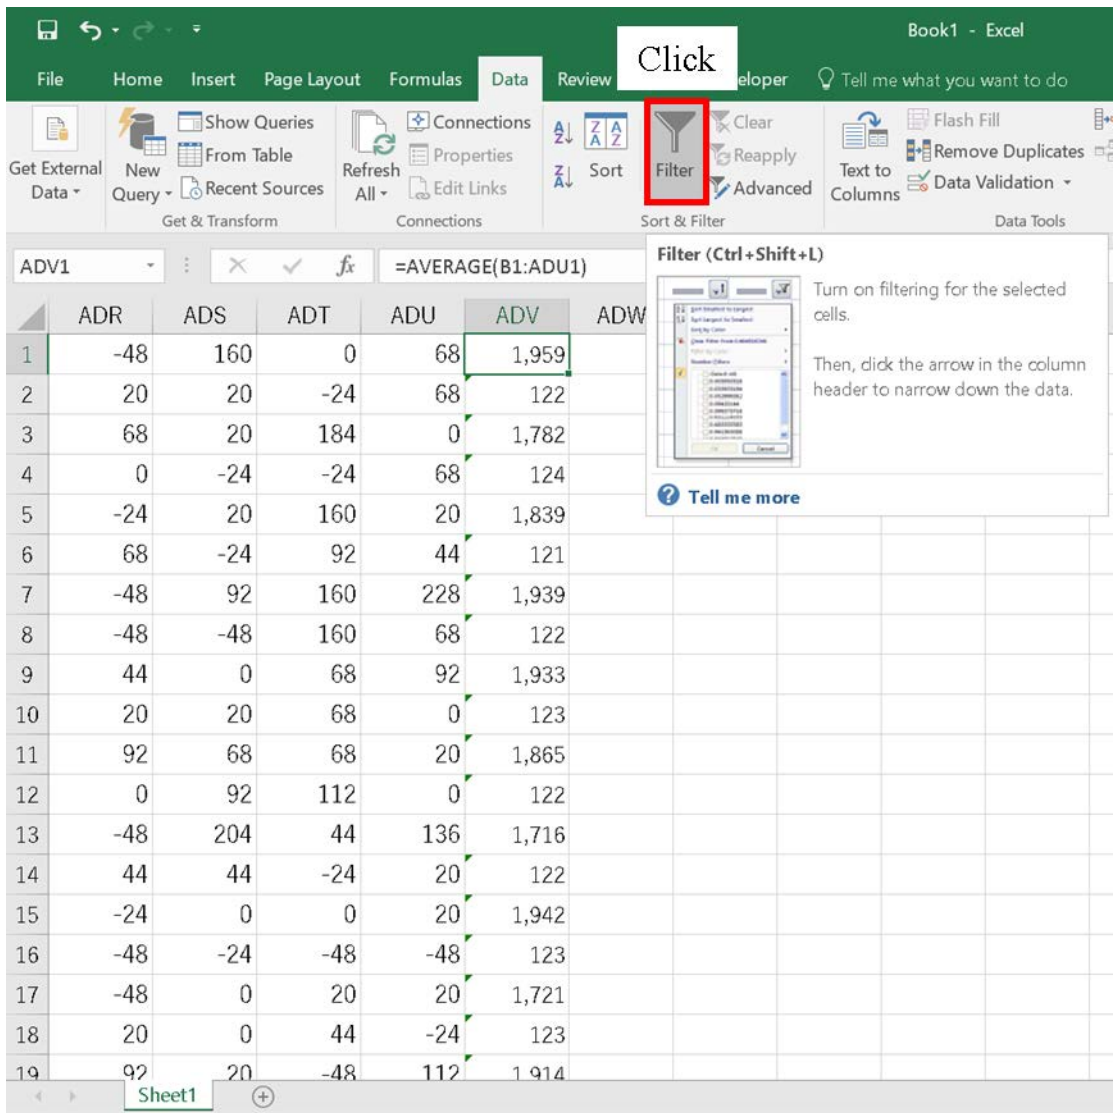 Book1 - Excel
Click
File Home Insert Page Layout Formulas Data Review eloper Tell me what you want to do
Get External Data
New Query
Show Queries
From Table
Recent Sources
Get & Transform
Refresh All
Connections
Properties
Edit Links
Connections
Sort
Filter
Clear
Reapply
Advanced
Sort & Filter
Text to Columns
Flash Fill
Remove Duplicates
Data Validation
Data Tools
ADV1 fx =AVERAGE(B1:ADU1)
Filter (Ctrl+Shift+L)
Turn on filtering for the selected
cells.
Then, click the arrow in the column
header to narrow down the data.
Tell me more
ADR ADS ADT ADU ADV ADW
1 -48 160 0 68 1,959
2 20 20 -24 68 122
3 68 20 184 0 1,782
4 0 -24 -24 68 124
5 -24 20 160 20 1,839
6 68 -24 92 44 121
7 -48 92 160 228 1,939
8 -48 -48 160 68 122
9 44 0 68 92 1,933
10 20 20 68 0 123
11 92 68 68 20 1,865
12 0 92 112 0 122
13 -48 204 44 136 1,716
14 44 44 -24 20 122
15 -24 0 0 20 1,942
16 -48 -24 -48 -48 123
17 -48 0 20 20 1,721
18 20 0 44 -24 123
19 92 20 -48 112 1,914
Sheet1